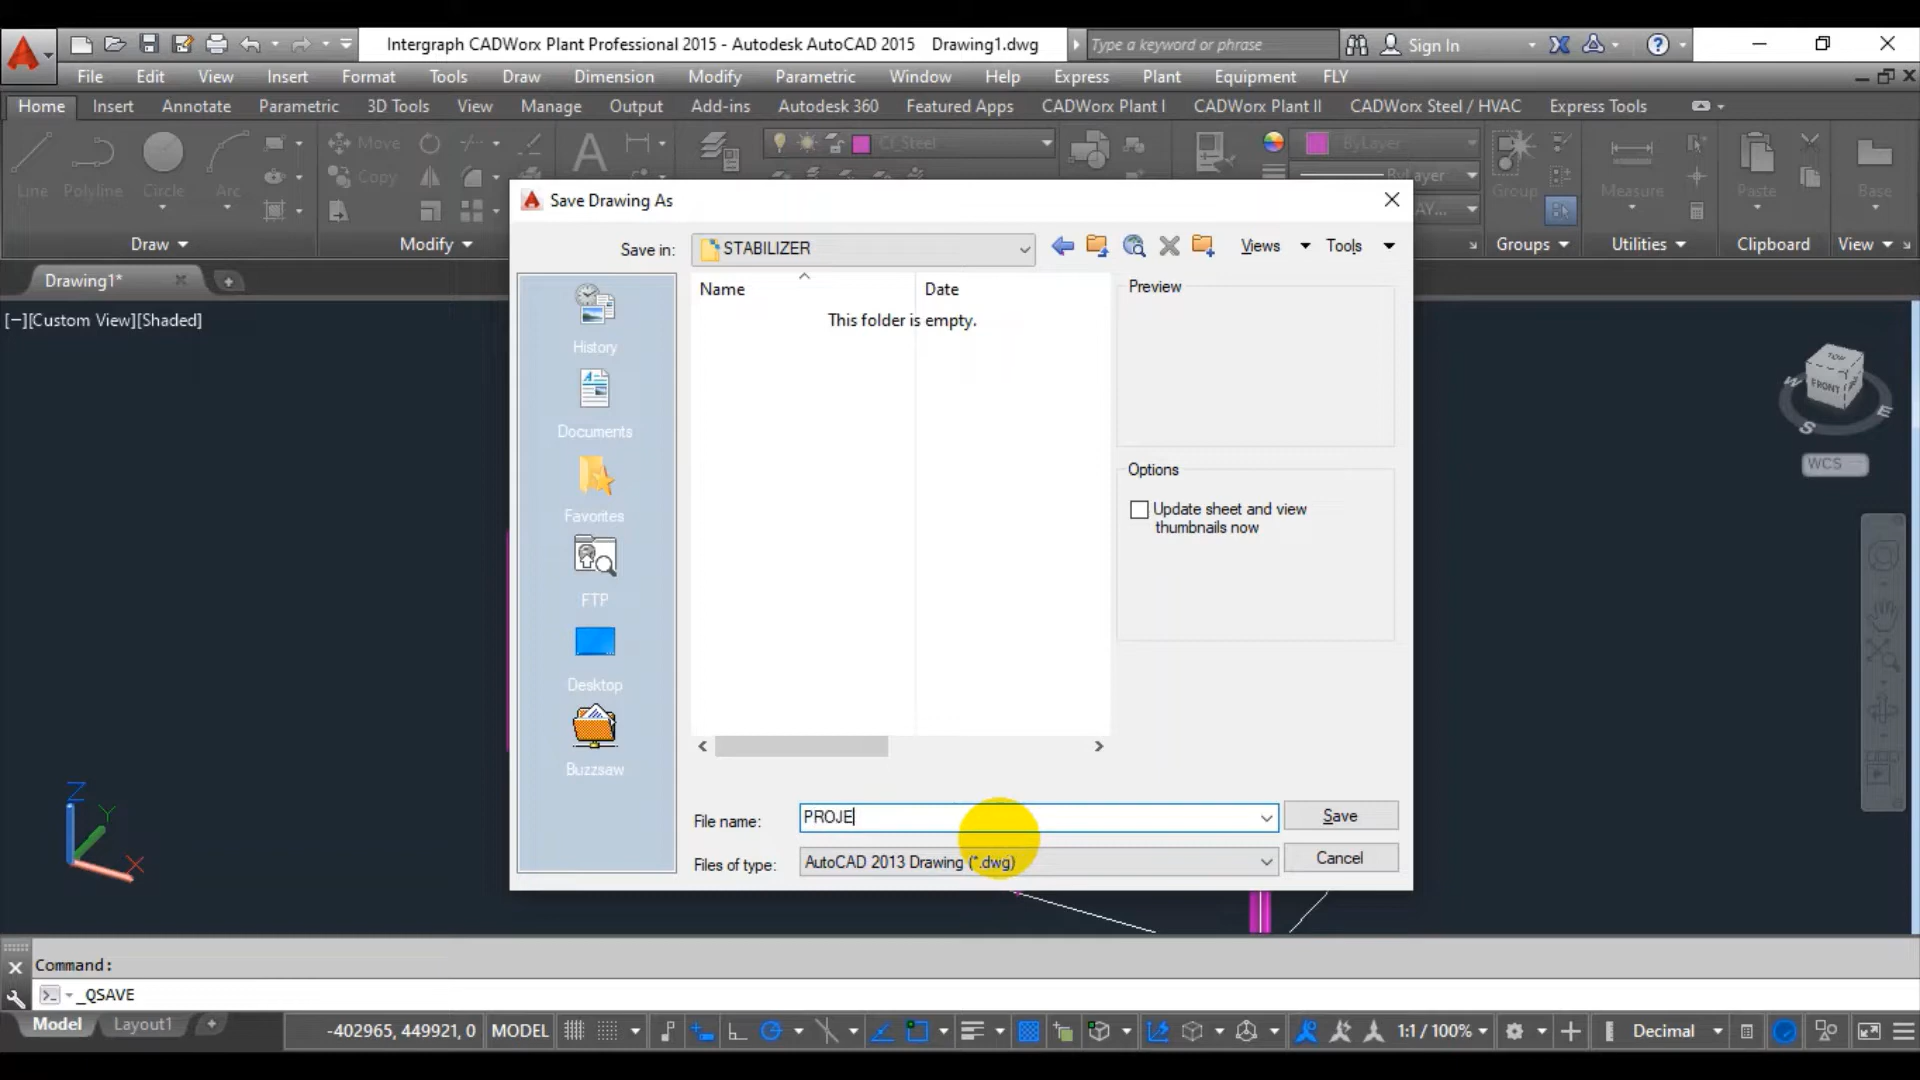 Intergraph CADWorx Plant Professional 2015 - Autodesk AutoCAD 2015 Drawing1.dwg
Type a keyword or phrase
Sign In
File Edit View Insert Format Tools Draw Dimension Modify Parametric Window Help Express Plant Equipment FLY
Home Insert Annotate Parametric 3D Tools View Manage Output Add-ins Autodesk 360 Featured Apps CADWorx Plant I CADWorx Plant II CADWorx Steel / HVAC Express Tools
Move
Cf_Steel
ByLayer
Copy
ByLayer
Line Polyline Circle Arc
Group Measure Paste Base
Draw Modify Groups Utilities Clipboard View
Save Drawing As
Save in: STABILIZER
Views Tools
Drawing1*
[−][Custom View][Shaded]
Name Date
This folder is empty.
Preview
History
Documents
Favorites
FTP
Desktop
Buzzsaw
Options
Update sheet and view
thumbnails now
TOP
FRONT
W
E
S
WCS
Z
Y
X
File name: PROJE
Save
Files of type: AutoCAD 2013 Drawing (*.dwg)
Cancel
Command:
_QSAVE
Model Layout1
-402965, 449921, 0 MODEL
1:1 / 100%
Decimal